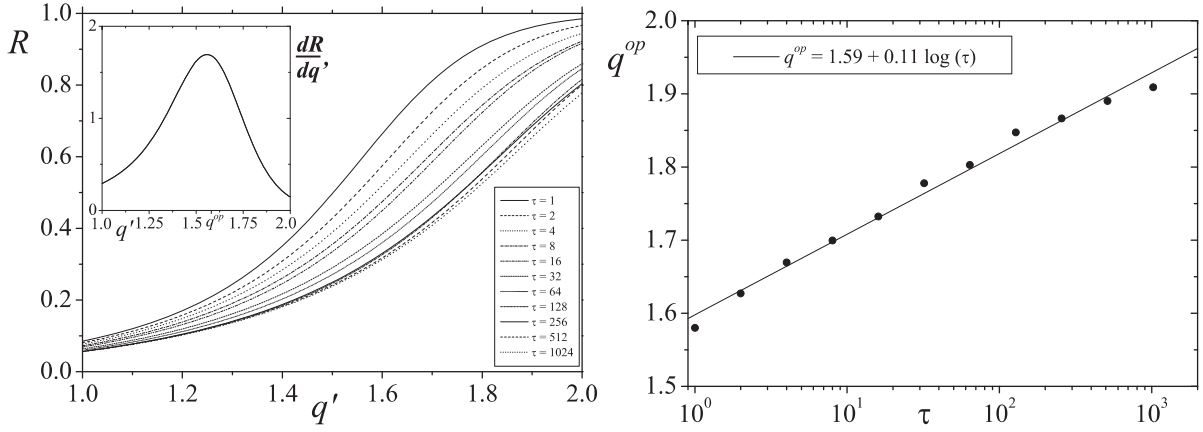 R
1.0
0.8
0.6
0.4
0.2
0.0
1.0
1.2
1.4
1.6
1.8
2.0
q'
2
1
0
1.0
q'
1.25
1.5
q^op
1.75
2.0
dR
dq'
τ = 1
τ = 2
τ = 4
τ = 8
τ = 16
τ = 32
τ = 64
τ = 128
τ = 256
τ = 512
τ = 1024
q^op
2.0
1.9
1.8
1.7
1.6
1.5
q^op = 1.59 + 0.11 log (τ)
10^0
10^1
τ
10^2
10^3